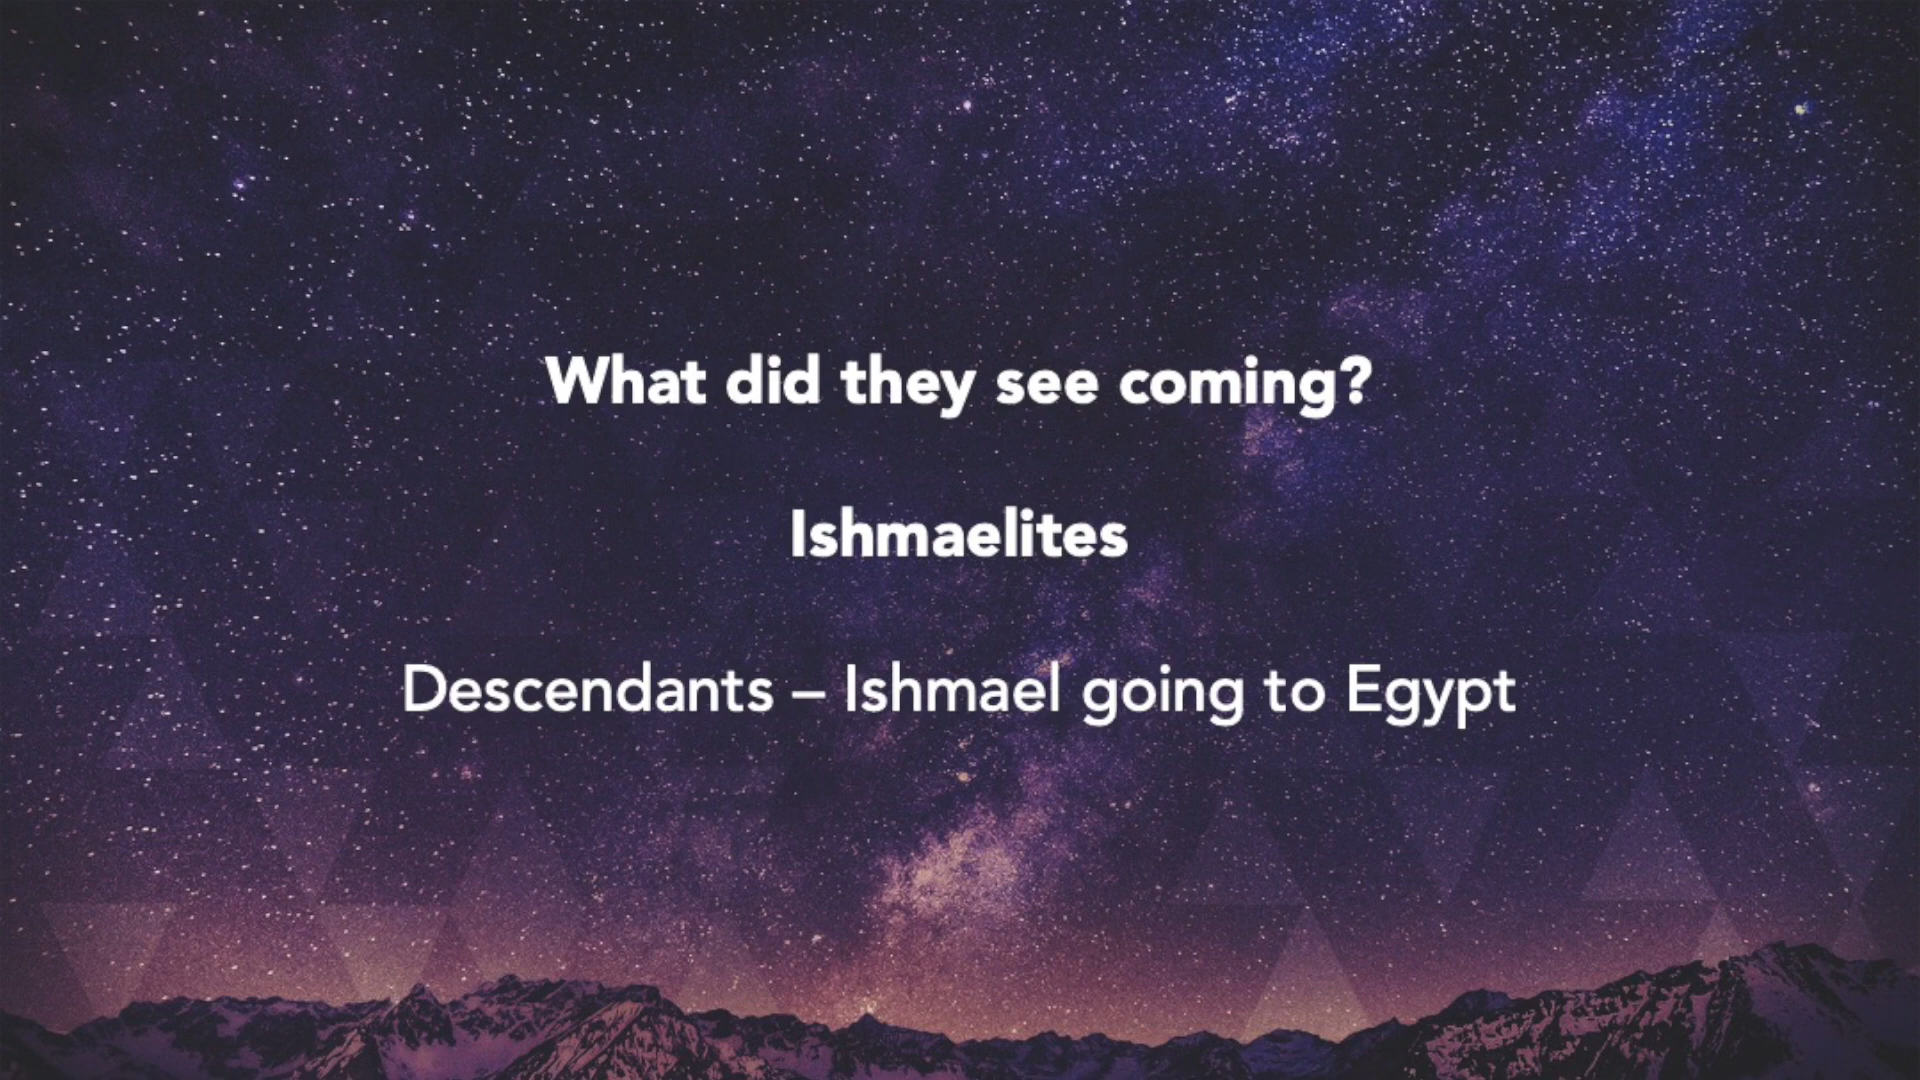 What did they see coming?
Ishmaelites
Descendants – Ishmael going to Egypt